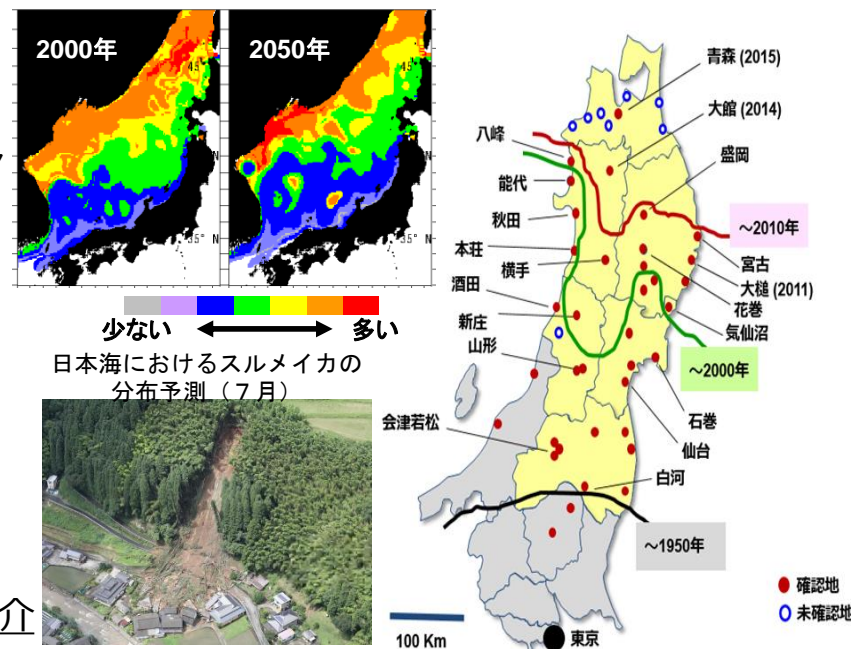 2000年
2050年
45°
45°
35° N
35° N
少ない
多い
日本海におけるスルメイカの
分布予測（７月）
介
青森 (2015)
大館 (2014)
八峰
盛岡
能代
秋田
～2010年
本荘
宮古
横手
大槌 (2011)
酒田
花巻
新庄
気仙沼
山形
～2000年
石巻
会津若松
仙台
白河
～1950年
確認地
未確認地
100 Km
東京